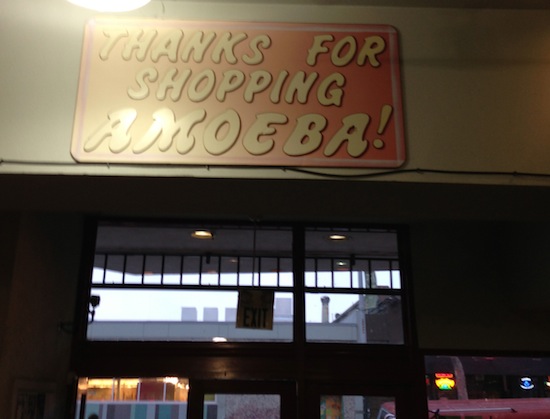 THANKS FOR
SHOPPING
AMOEBA!
EXIT